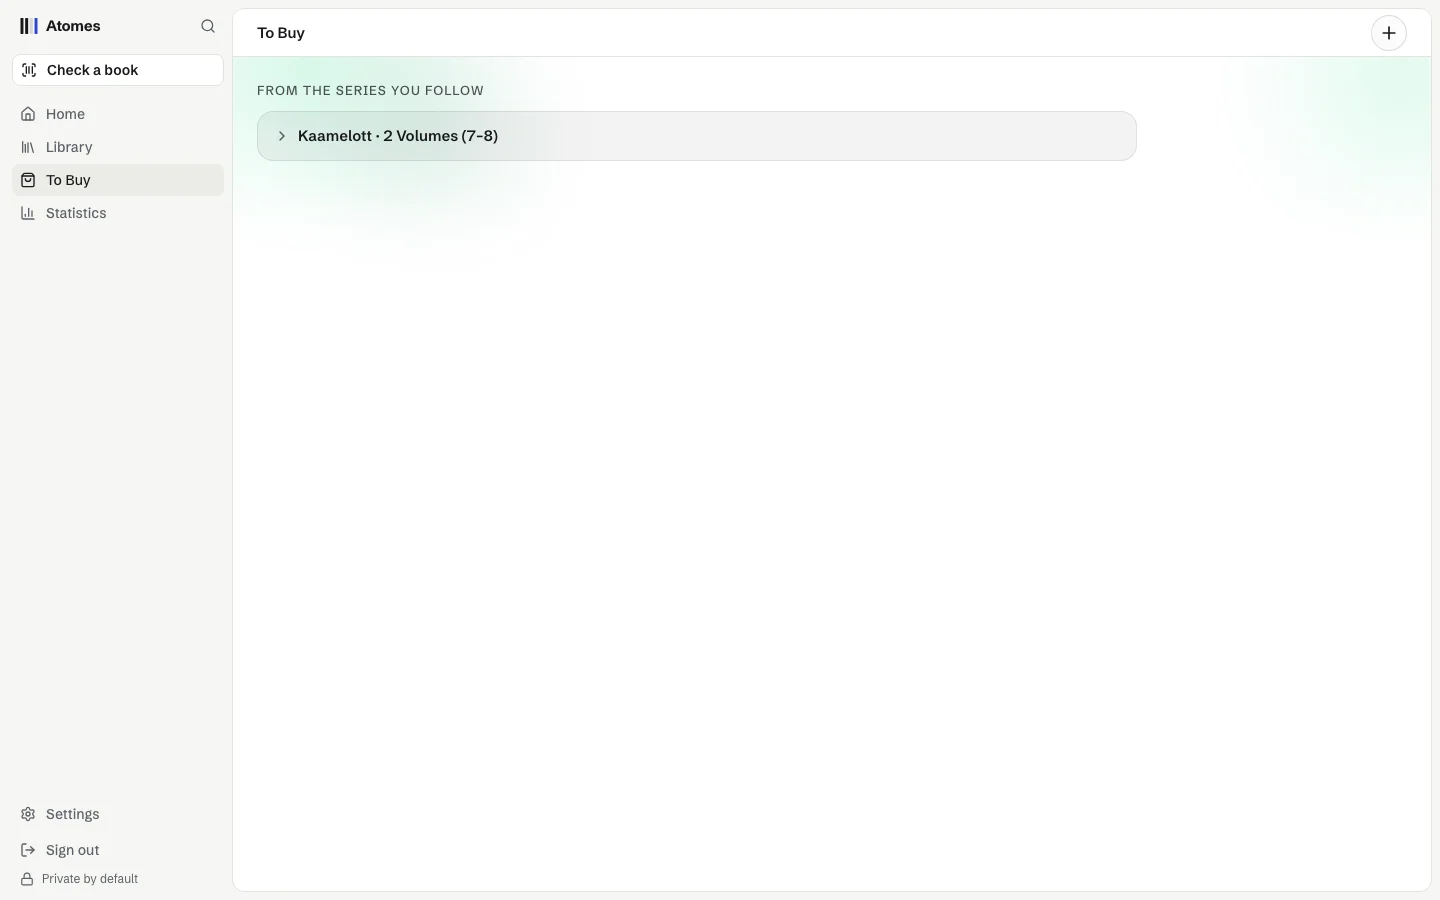 Atomes
Check a book
Home
Library
To Buy
Statistics
Settings
Sign out
Private by default
To Buy
FROM THE SERIES YOU FOLLOW
Kaamelott · 2 Volumes (7–8)